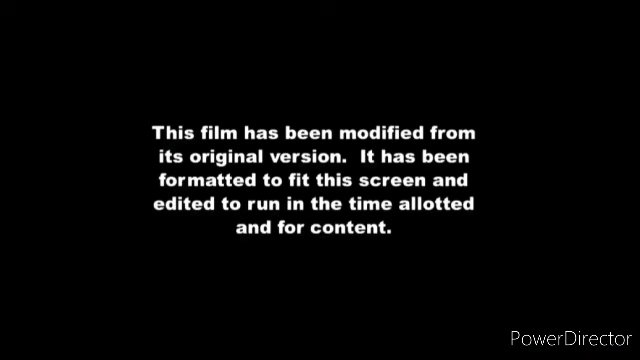 This film has been modified from
its original version.  It has been
formatted to fit this screen and
edited to run in the time allotted
and for content.
PowerDirector